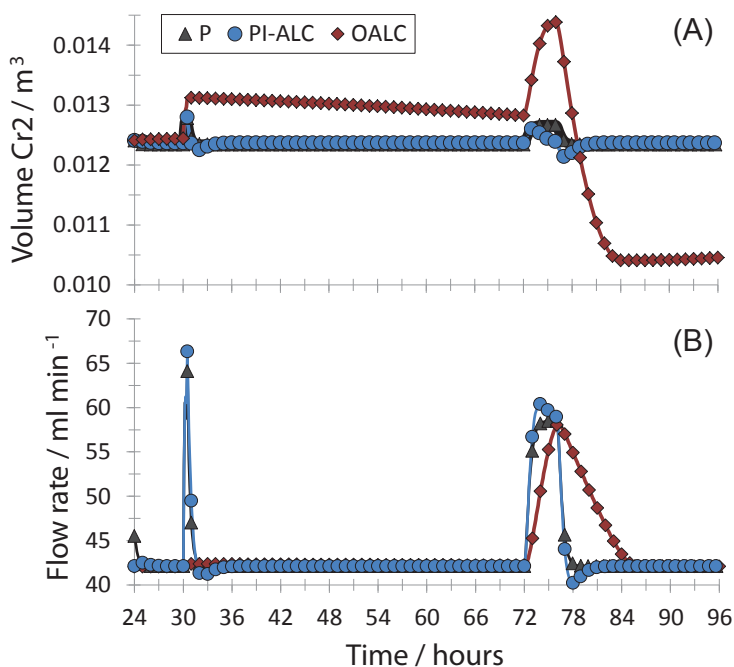 P PI-ALC OALC
(A)
Volume Cr2 / m³
0.014
0.013
0.012
0.011
0.010
(B)
Flow rate / ml min⁻¹
70
65
60
55
50
45
40
24 30 36 42 48 54 60 66 72 78 84 90 96
Time / hours